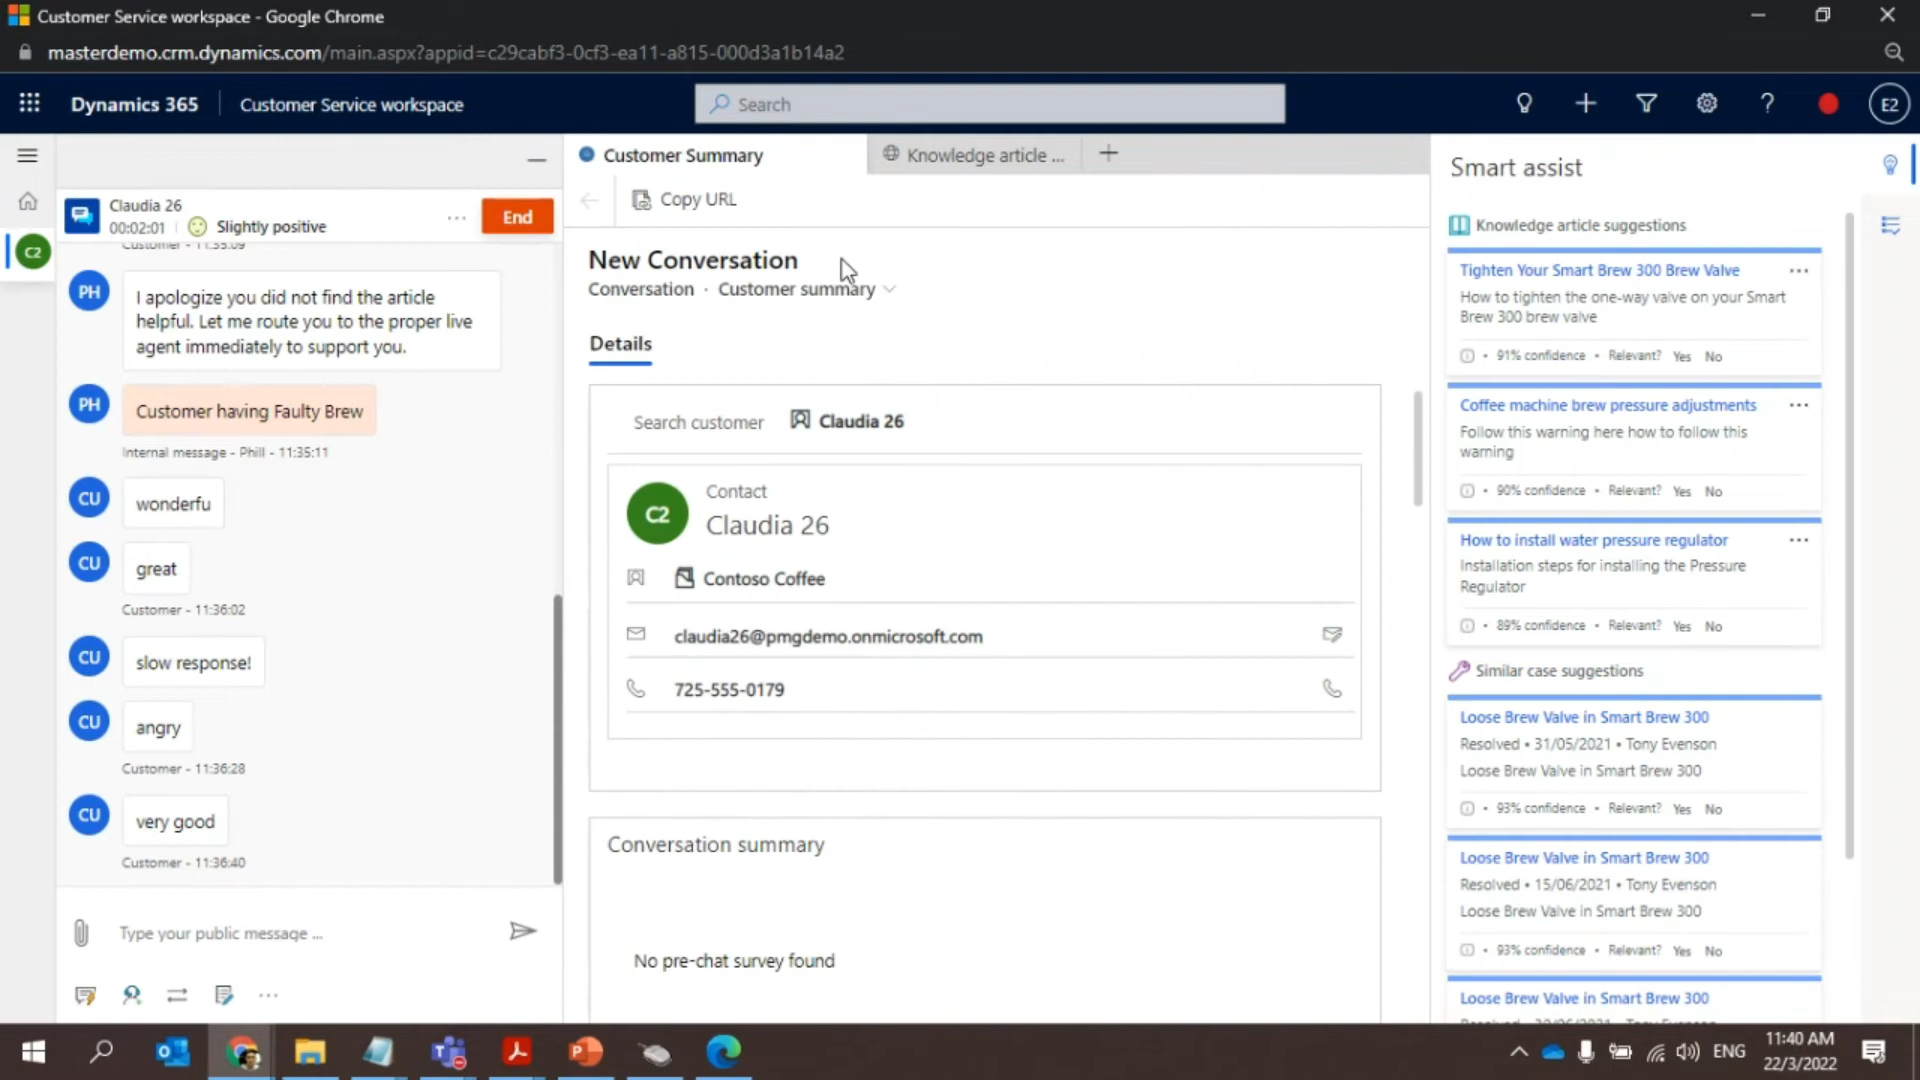 Customer Service workspace - Google Chrome
masterdemo.crm.dynamics.com/main.aspx?appid=c29cabf3-0cf3-ea11-a815-000d3a1b14a2
Dynamics 365
Customer Service workspace
Search
E2
C2
Claudia 26
00:02:01
Slightly positive
End
Customer - 11:35:09
PH
I apologize you did not find the article
helpful. Let me route you to the proper live
agent immediately to support you.
PH
Customer having Faulty Brew
Internal message - Phill - 11:35:11
CU
wonderfu
CU
great
Customer - 11:36:02
CU
slow response!
CU
angry
Customer - 11:36:28
CU
very good
Customer - 11:36:40
Type your public message ...
Customer Summary
Knowledge article ...
Copy URL
New Conversation
Conversation · Customer summary
Details
Search customer
Claudia 26
C2
Contact
Claudia 26
Contoso Coffee
claudia26@pmgdemo.onmicrosoft.com
725-555-0179
Conversation summary
No pre-chat survey found
Smart assist
Knowledge article suggestions
Tighten Your Smart Brew 300 Brew Valve
How to tighten the one-way valve on your Smart
Brew 300 brew valve
• 91% confidence • Relevant? Yes No
Coffee machine brew pressure adjustments
Follow this warning here how to follow this
warning
• 90% confidence • Relevant? Yes No
How to install water pressure regulator
Installation steps for installing the Pressure
Regulator
• 89% confidence • Relevant? Yes No
Similar case suggestions
Loose Brew Valve in Smart Brew 300
Resolved • 31/05/2021 • Tony Evenson
Loose Brew Valve in Smart Brew 300
• 93% confidence • Relevant? Yes No
Loose Brew Valve in Smart Brew 300
Resolved • 15/06/2021 • Tony Evenson
Loose Brew Valve in Smart Brew 300
• 93% confidence • Relevant? Yes No
Loose Brew Valve in Smart Brew 300
ENG
11:40 AM
22/3/2022